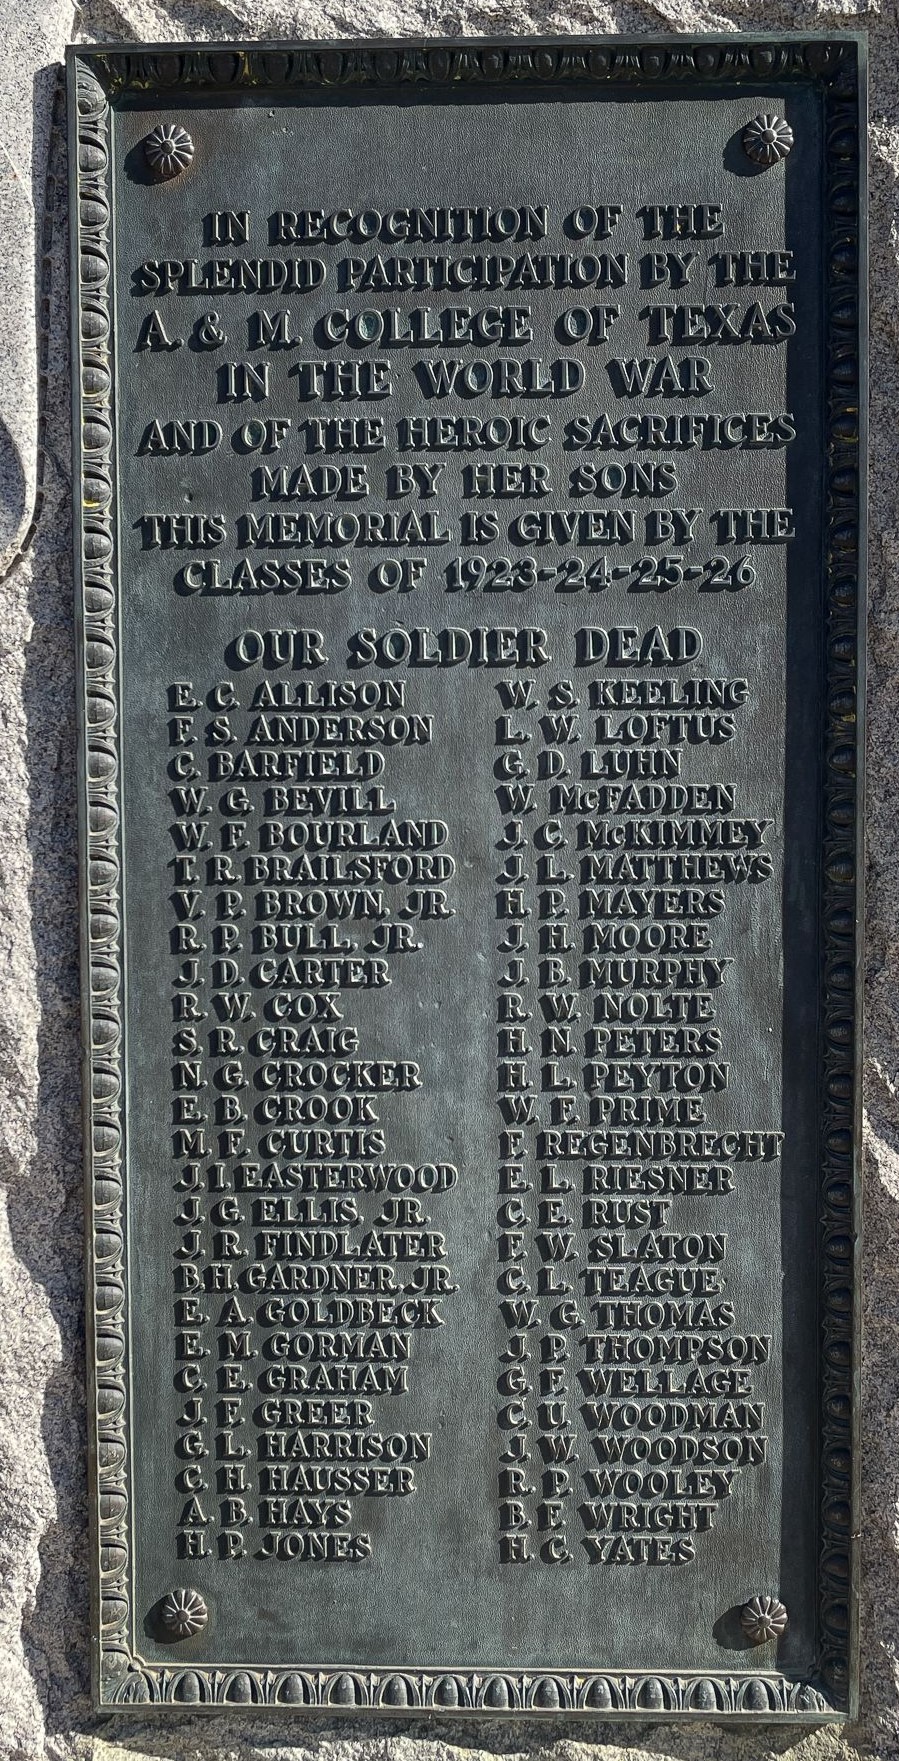 IN RECOGNITION OF THE
SPLENDID PARTICIPATION BY THE
A. & M. COLLEGE OF TEXAS
IN THE WORLD WAR
AND OF THE HEROIC SACRIFICES
MADE BY HER SONS
THIS MEMORIAL IS GIVEN BY THE
CLASSES OF 1923-24-25-26
OUR SOLDIER DEAD
E. C. ALLISON
F. S. ANDERSON
C. BARFIELD
W. G. BEVILL
W. F. BOURLAND
T. R. BRAILSFORD
V. P. BROWN, JR.
R. P. BULL, JR.
J. D. CARTER
R. W. COX
S. R. CRAIG
N. G. CROCKER
E. B. CROOK
M. F. CURTIS
J. I. EASTERWOOD
J. G. ELLIS, JR.
J. R. FINDLATER
B. H. GARDNER, JR.
E. A. GOLDBECK
E. M. GORMAN
C. E. GRAHAM
J. F. GREER
G. L. HARRISON
C. H. HAUSSER
A. B. HAYS
H. P. JONES
W. S. KEELING
L. W. LOFTUS
G. D. LUHN
W. McFADDEN
J. C. McKIMMEY
J. L. MATTHEWS
H. P. MAYERS
J. H. MOORE
J. B. MURPHY
R. W. NOLTE
H. N. PETERS
H. L. PEYTON
W. F. PRIME
F. REGENBRECHT
E. L. RIESNER
C. E. RUST
F. W. SLATON
C. L. TEAGUE
W. G. THOMAS
J. P. THOMPSON
G. F. WELLAGE
C. U. WOODMAN
J. W. WOODSON
R. P. WOOLEY
B. E. WRIGHT
H. C. YATES